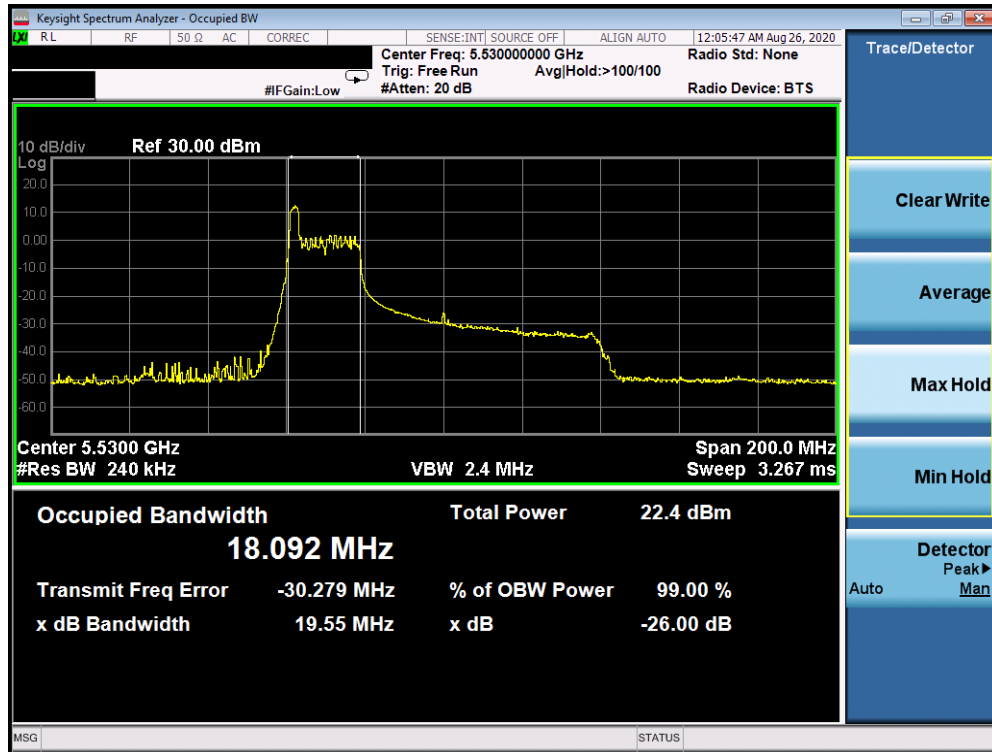 Keysight Spectrum Analyzer - Occupied BW
LXI RL RF 50 Ω AC CORREC SENSE:INT SOURCE OFF ALIGN AUTO 12:05:47 AM Aug 26, 2020
Center Freq: 5.530000000 GHz Radio Std: None
Trig: Free Run Avg|Hold:>100/100
#IFGain:Low #Atten: 20 dB Radio Device: BTS
10 dB/div Ref 30.00 dBm
Log
20.0
10.0
0.00
-10.0
-20.0
-30.0
-40.0
-50.0
-60.0
Center 5.5300 GHz Span 200.0 MHz
#Res BW 240 kHz VBW 2.4 MHz Sweep 3.267 ms
Occupied Bandwidth Total Power 22.4 dBm
18.092 MHz
Transmit Freq Error -30.279 MHz % of OBW Power 99.00 %
x dB Bandwidth 19.55 MHz x dB -26.00 dB
MSG STATUS
Trace/Detector
Clear Write
Average
Max Hold
Min Hold
Detector
Peak▶
Auto Man